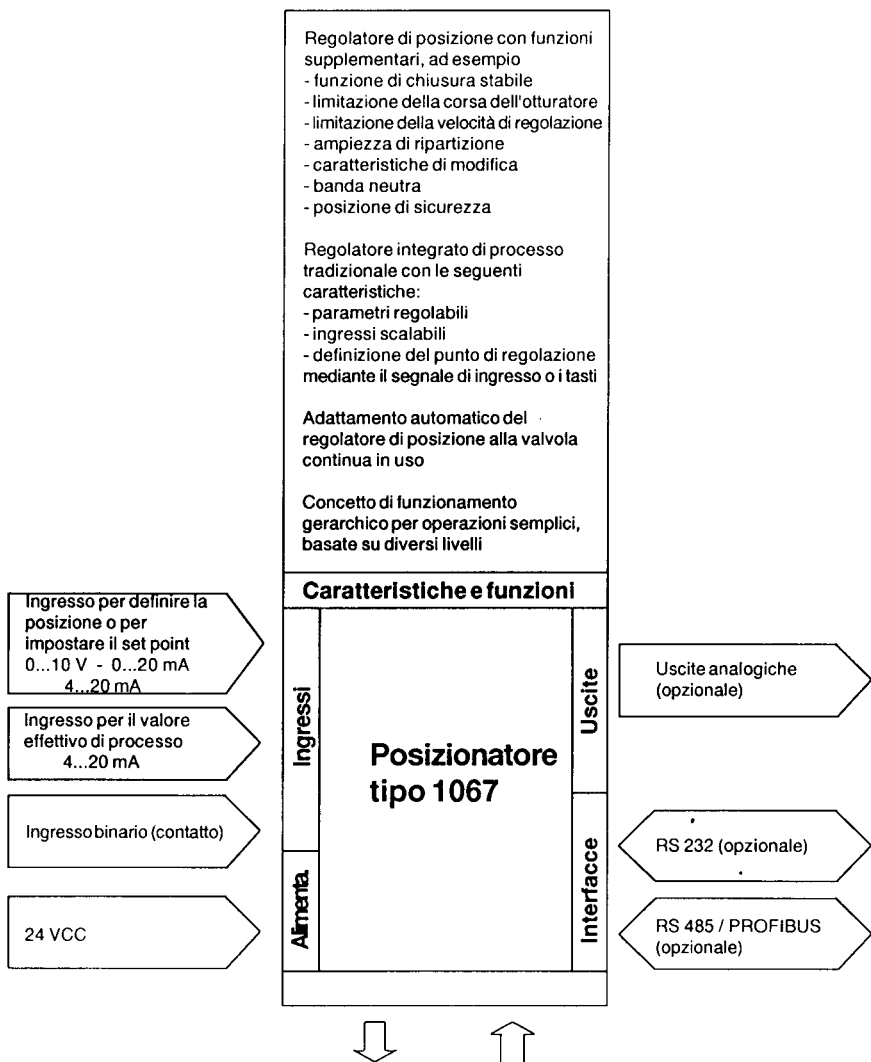 Regolatore di posizione con funzioni
supplementari, ad esempio
- funzione di chiusura stabile
- limitazione della corsa dell'otturatore
- limitazione della velocità di regolazione
- ampiezza di ripartizione
- caratteristiche di modifica
- banda neutra
- posizione di sicurezza
Regolatore integrato di processo
tradizionale con le seguenti
caratteristiche:
- parametri regolabili
- ingressi scalabili
- definizione del punto di regolazione
mediante il segnale di ingresso o i tasti
Adattamento automatico del
regolatore di posizione alla valvola
continua in uso
Concetto di funzionamento
gerarchico per operazioni semplici,
basate su diversi livelli
Caratteristiche e funzioni
Ingresso per definire la
posizione o per
impostare il set point
0...10 V - 0...20 mA
4...20 mA
Ingresso per il valore
effettivo di processo
4...20 mA
Ingresso binario (contatto)
24 VCC
Ingressi
Alimenta.
Posizionatore
tipo 1067
Uscite
Interfacce
Uscite analogiche
(opzionale)
RS 232 (opzionale)
RS 485 / PROFIBUS
(opzionale)